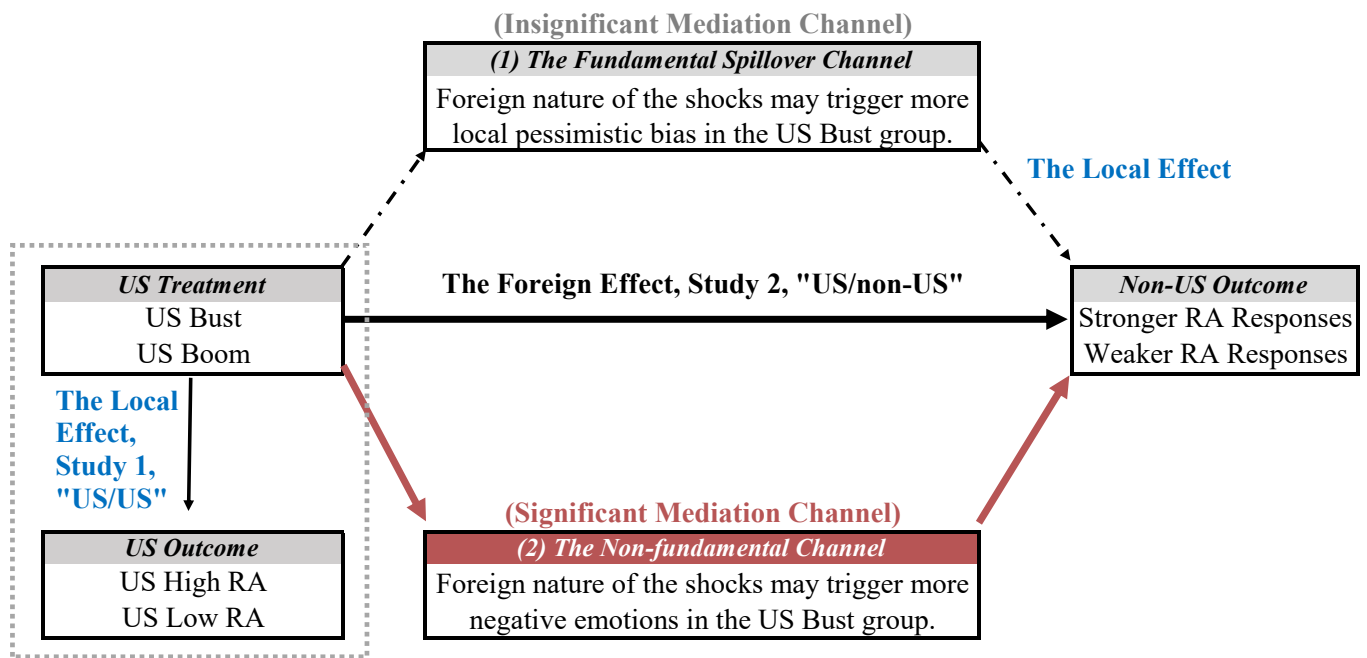 (Insignificant Mediation Channel)
(1) The Fundamental Spillover Channel
Foreign nature of the shocks may trigger more
local pessimistic bias in the US Bust group.
The Local Effect
US Treatment
US Bust
US Boom
The Foreign Effect, Study 2, "US/non-US"
Non-US Outcome
Stronger RA Responses
Weaker RA Responses
The Local
Effect,
Study 1,
"US/US"
US Outcome
US High RA
US Low RA
(Significant Mediation Channel)
(2) The Non-fundamental Channel
Foreign nature of the shocks may trigger more
negative emotions in the US Bust group.